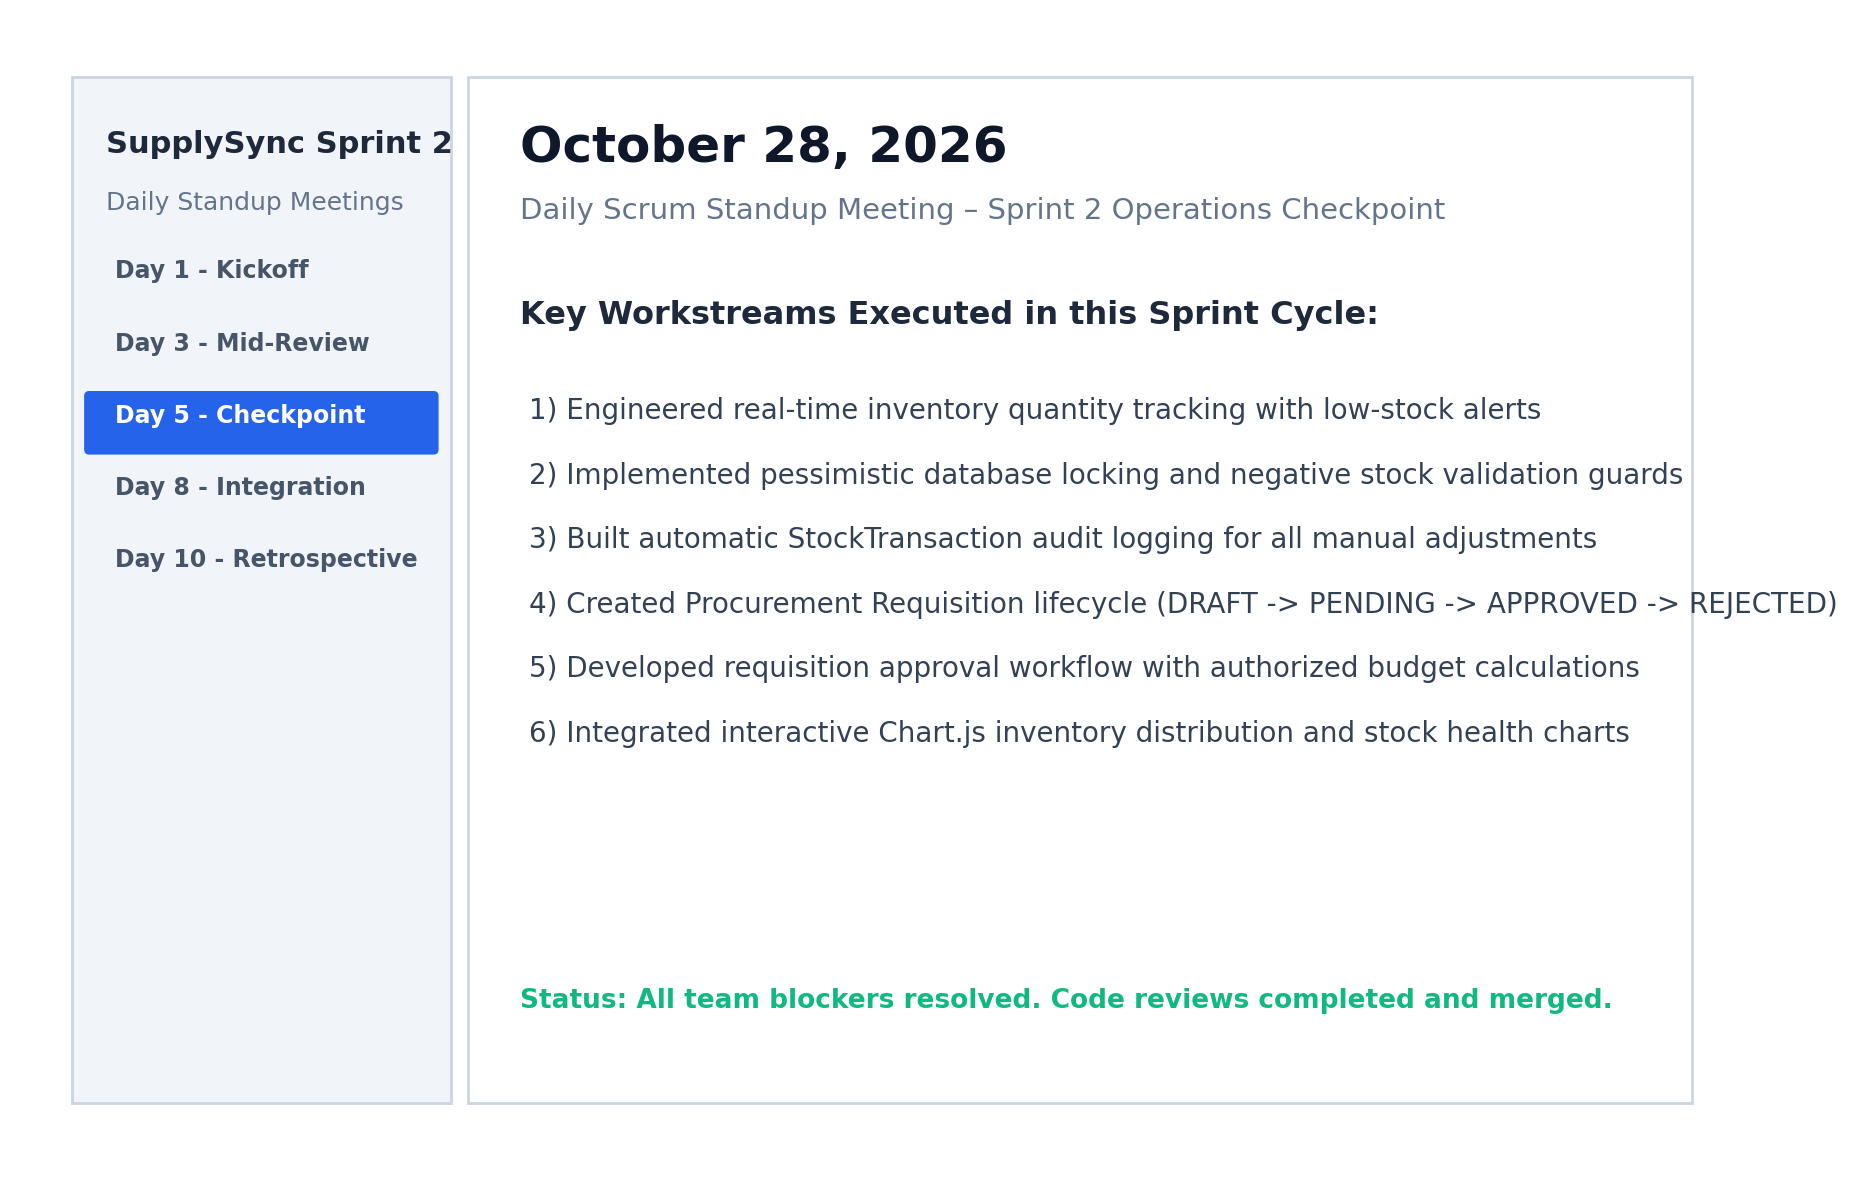 SupplySync Sprint 2
Daily Standup Meetings
Day 1 - Kickoff
Day 3 - Mid-Review
Day 5 - Checkpoint
Day 8 - Integration
Day 10 - Retrospective
October 28, 2026
Daily Scrum Standup Meeting – Sprint 2 Operations Checkpoint
Key Workstreams Executed in this Sprint Cycle:
1) Engineered real-time inventory quantity tracking with low-stock alerts
2) Implemented pessimistic database locking and negative stock validation guards
3) Built automatic StockTransaction audit logging for all manual adjustments
4) Created Procurement Requisition lifecycle (DRAFT -> PENDING -> APPROVED -> REJECTED)
5) Developed requisition approval workflow with authorized budget calculations
6) Integrated interactive Chart.js inventory distribution and stock health charts
Status: All team blockers resolved. Code reviews completed and merged.